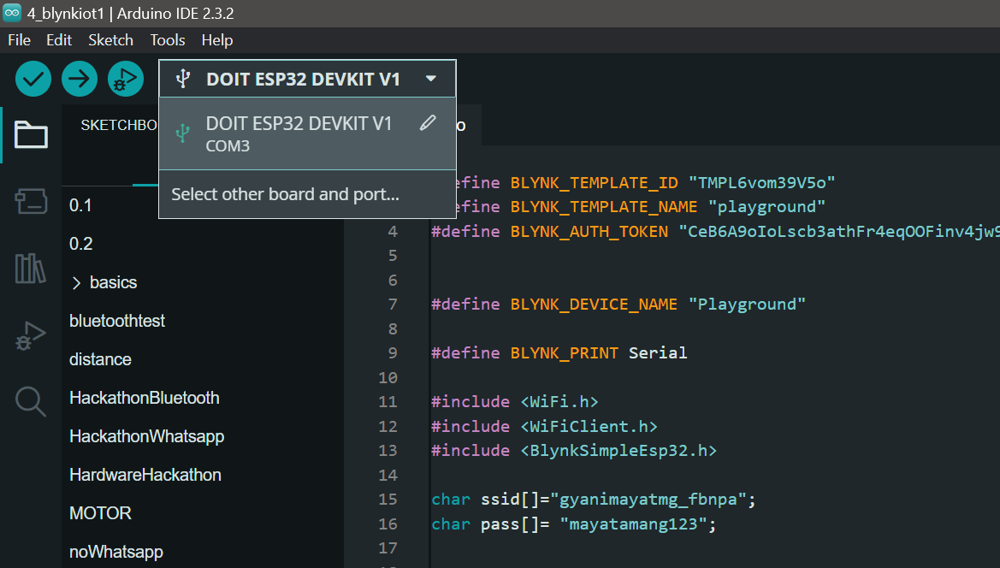 4_blynkiot1 | Arduino IDE 2.3.2
File Edit Sketch Tools Help
DOIT ESP32 DEVKIT V1
DOIT ESP32 DEVKIT V1
COM3
Select other board and port...
SKETCHBO
o
0.1
0.2
basics
bluetoothtest
distance
HackathonBluetooth
HackathonWhatsapp
HardwareHackathon
MOTOR
noWhatsapp
efine BLYNK_TEMPLATE_ID "TMPL6vom39V5o"
efine BLYNK_TEMPLATE_NAME "playground"
4 #define BLYNK_AUTH_TOKEN "CeB6A9oIoLscb3athFr4eqOOFinv4jw9
5
6
7 #define BLYNK_DEVICE_NAME "Playground"
8
9 #define BLYNK_PRINT Serial
10
11 #include <WiFi.h>
12 #include <WiFiClient.h>
13 #include <BlynkSimpleEsp32.h>
14
15 char ssid[]="gyanimayatmg_fbnpa";
16 char pass[]= "mayatamang123";
17